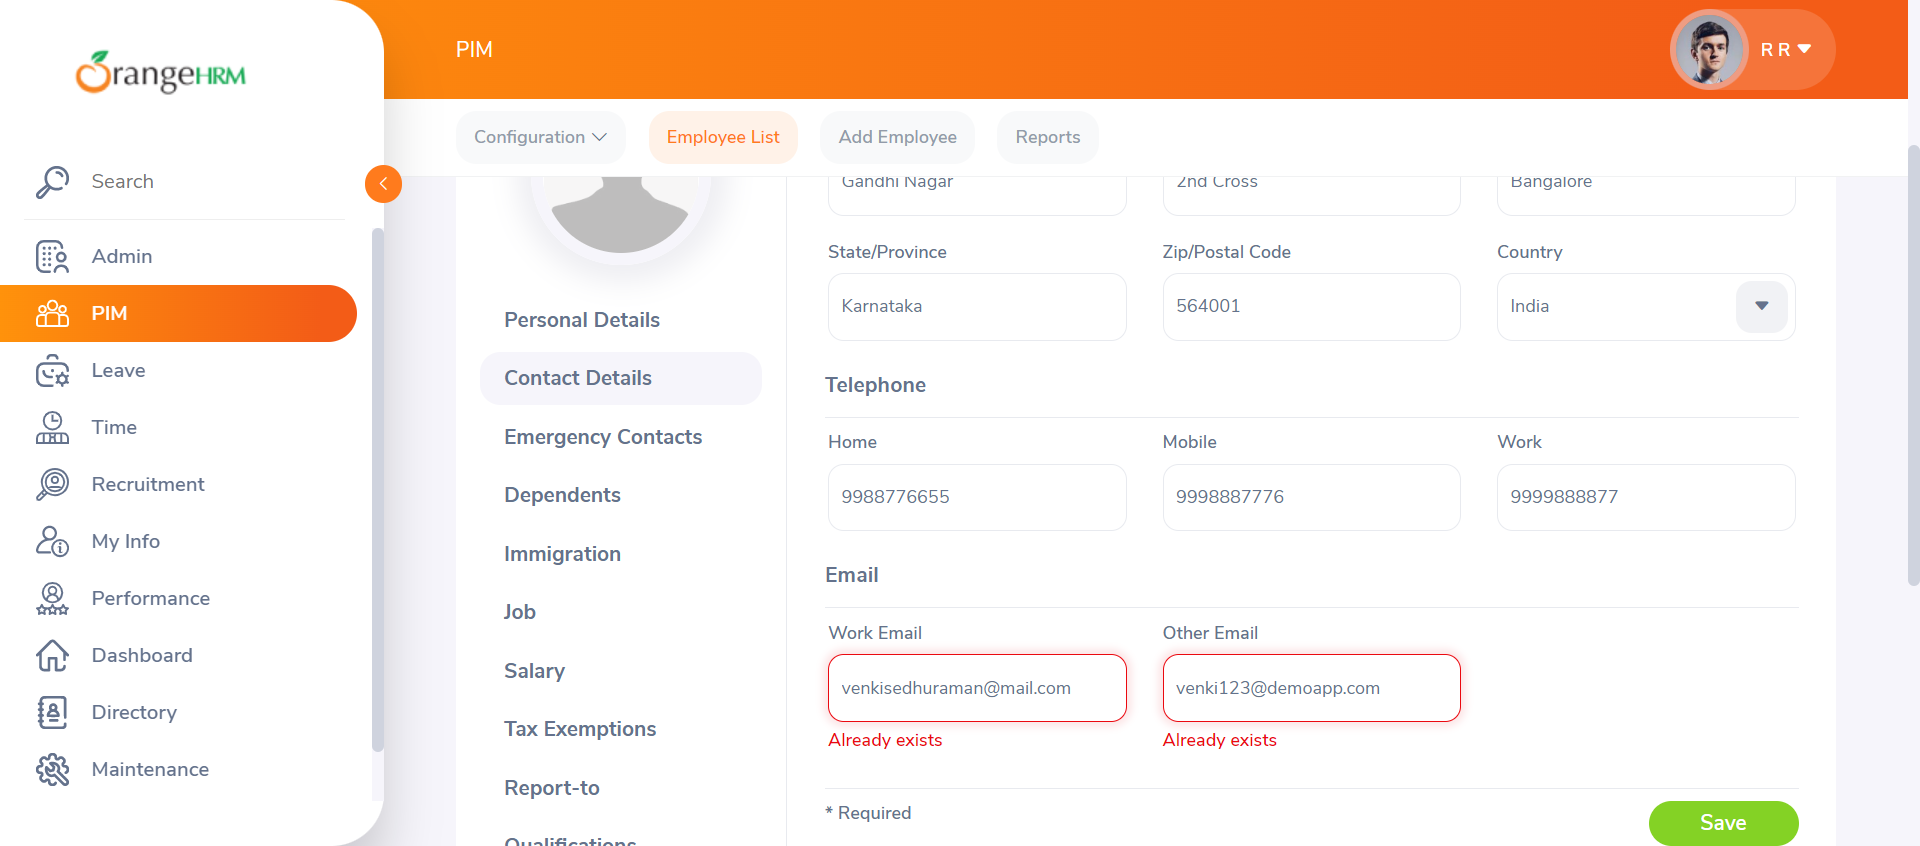 OrangeHRM
PIM
R R
Configuration
Employee List
Add Employee
Reports
Search
Admin
PIM
Leave
Time
Recruitment
My Info
Performance
Dashboard
Directory
Maintenance
Personal Details
Contact Details
Emergency Contacts
Dependents
Immigration
Job
Salary
Tax Exemptions
Report-to
Qualifications
Gandhi Nagar
2nd Cross
Bangalore
State/Province
Zip/Postal Code
Country
Karnataka
564001
India
Telephone
Home
Mobile
Work
9988776655
9998887776
9999888877
Email
Work Email
Other Email
venkisedhuraman@mail.com
venki123@demoapp.com
Already exists
Already exists
* Required
Save